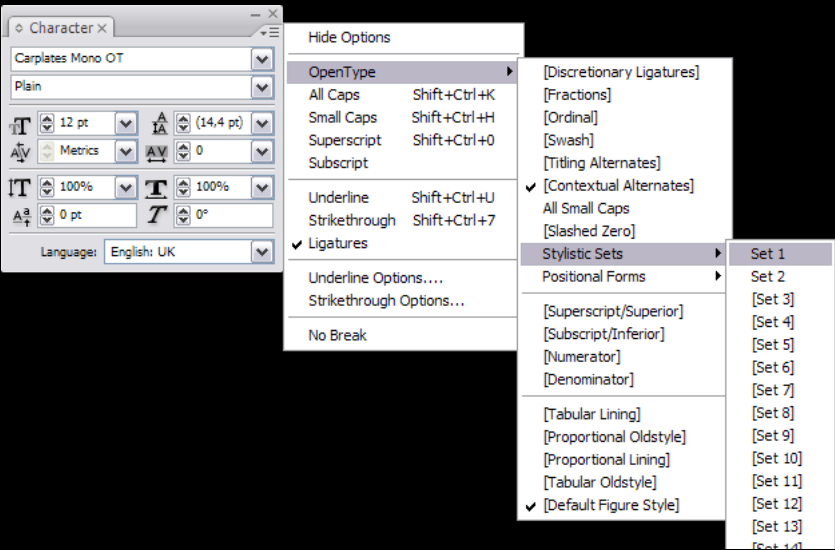 Character
Carplates Mono OT
Plain
12 pt (14,4 pt)
Metrics 0
100% 100%
0 pt 0°
Language: English: UK
Hide Options
OpenType
All Caps Shift+Ctrl+K
Small Caps Shift+Ctrl+H
Superscript Shift+Ctrl+0
Subscript
Underline Shift+Ctrl+U
Strikethrough Shift+Ctrl+7
Ligatures
Underline Options....
Strikethrough Options...
No Break
[Discretionary Ligatures]
[Fractions]
[Ordinal]
[Swash]
[Titling Alternates]
[Contextual Alternates]
All Small Caps
[Slashed Zero]
Stylistic Sets
Positional Forms
[Superscript/Superior]
[Subscript/Inferior]
[Numerator]
[Denominator]
[Tabular Lining]
[Proportional Oldstyle]
[Proportional Lining]
[Tabular Oldstyle]
[Default Figure Style]
Set 1
Set 2
[Set 3]
[Set 4]
[Set 5]
[Set 6]
[Set 7]
[Set 8]
[Set 9]
[Set 10]
[Set 11]
[Set 12]
[Set 13]
[Set 14]